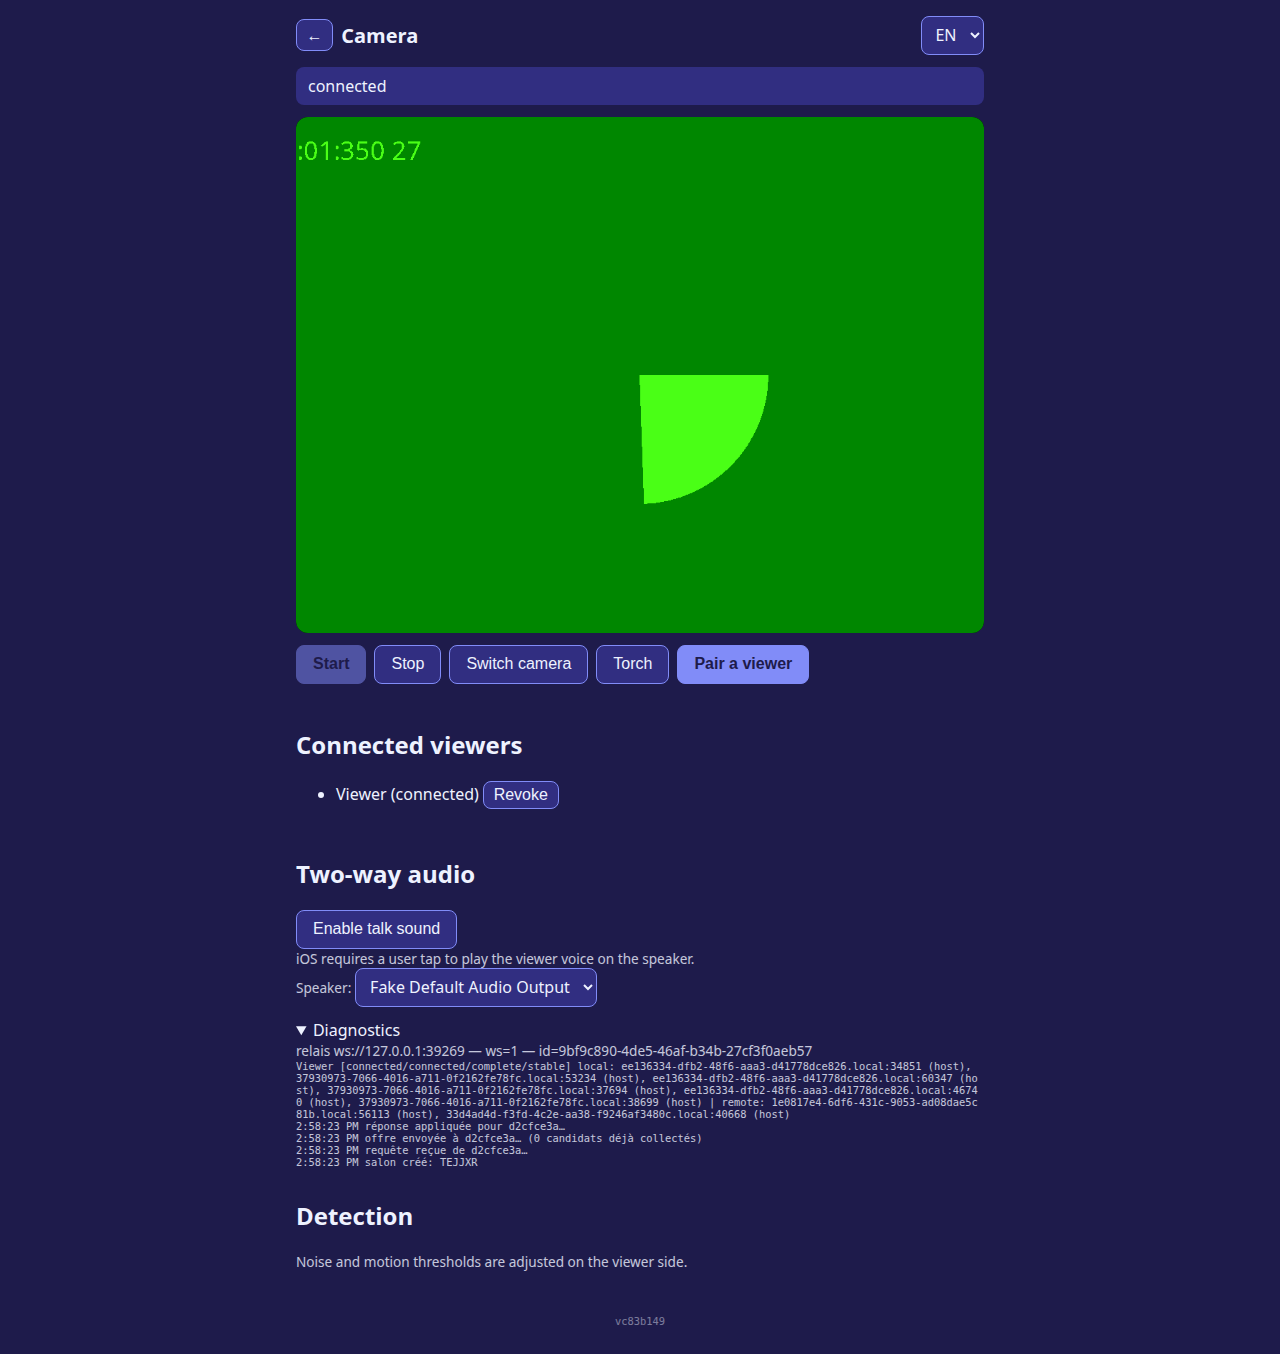 ← Camera EN
connected
:01:350 27
Start Stop Switch camera Torch Pair a viewer
Connected viewers
Viewer (connected) Revoke
Two-way audio
Enable talk sound
iOS requires a user tap to play the viewer voice on the speaker.
Speaker: Fake Default Audio Output
Diagnostics
relais ws://127.0.0.1:39269 — ws=1 — id=9bf9c890-4de5-46af-b34b-27cf3f0aeb57
Viewer [connected/connected/complete/stable] local: ee136334-dfb2-48f6-aaa3-d41778dce826.local:34851 (host),
37930973-7066-4016-a711-0f2162fe78fc.local:53234 (host), ee136334-dfb2-48f6-aaa3-d41778dce826.local:60347 (ho
st), 37930973-7066-4016-a711-0f2162fe78fc.local:37694 (host), ee136334-dfb2-48f6-aaa3-d41778dce826.local:4674
0 (host), 37930973-7066-4016-a711-0f2162fe78fc.local:38699 (host) | remote: 1e0817e4-6df6-431c-9053-ad08dae5c
81b.local:56113 (host), 33d4ad4d-f3fd-4c2e-aa38-f9246af3480c.local:40668 (host)
2:58:23 PM réponse appliquée pour d2cfce3a…
2:58:23 PM offre envoyée à d2cfce3a… (0 candidats déjà collectés)
2:58:23 PM requête reçue de d2cfce3a…
2:58:23 PM salon créé: TEJJXR
Detection
Noise and motion thresholds are adjusted on the viewer side.
vc83b149